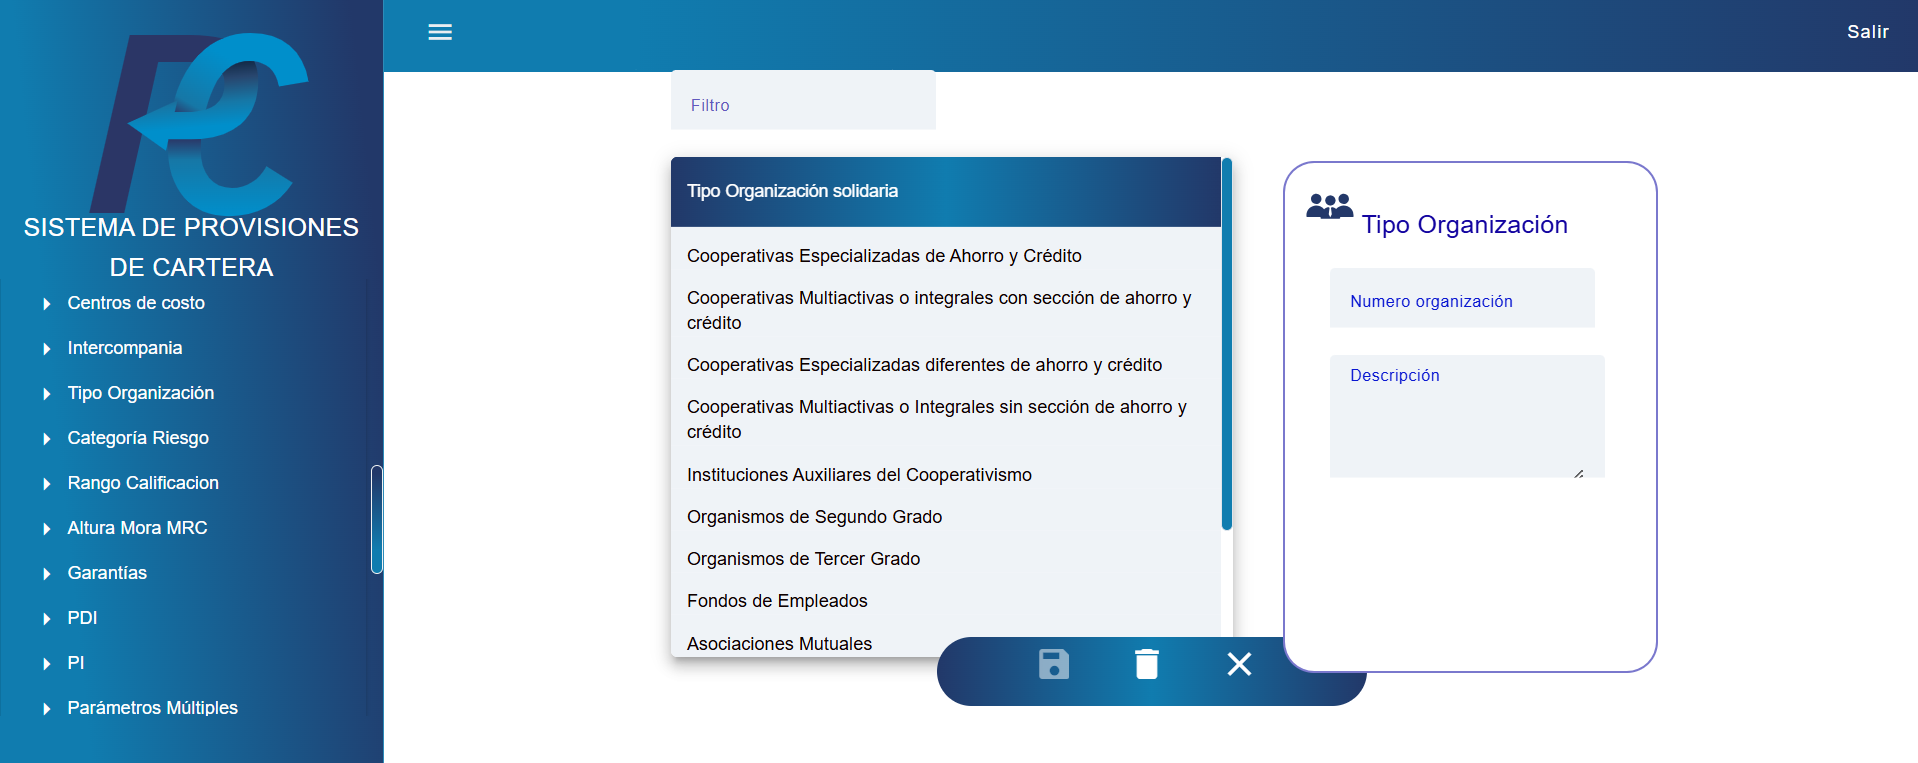 SISTEMA DE PROVISIONES
DE CARTERA
Centros de costo
Intercompania
Tipo Organización
Categoría Riesgo
Rango Calificacion
Altura Mora MRC
Garantías
PDI
PI
Parámetros Múltiples
Salir
Filtro
Tipo Organización solidaria
Cooperativas Especializadas de Ahorro y Crédito
Cooperativas Multiactivas o integrales con sección de ahorro y
crédito
Cooperativas Especializadas diferentes de ahorro y crédito
Cooperativas Multiactivas o Integrales sin sección de ahorro y
crédito
Instituciones Auxiliares del Cooperativismo
Organismos de Segundo Grado
Organismos de Tercer Grado
Fondos de Empleados
Asociaciones Mutuales
Tipo Organización
Numero organización
Descripción